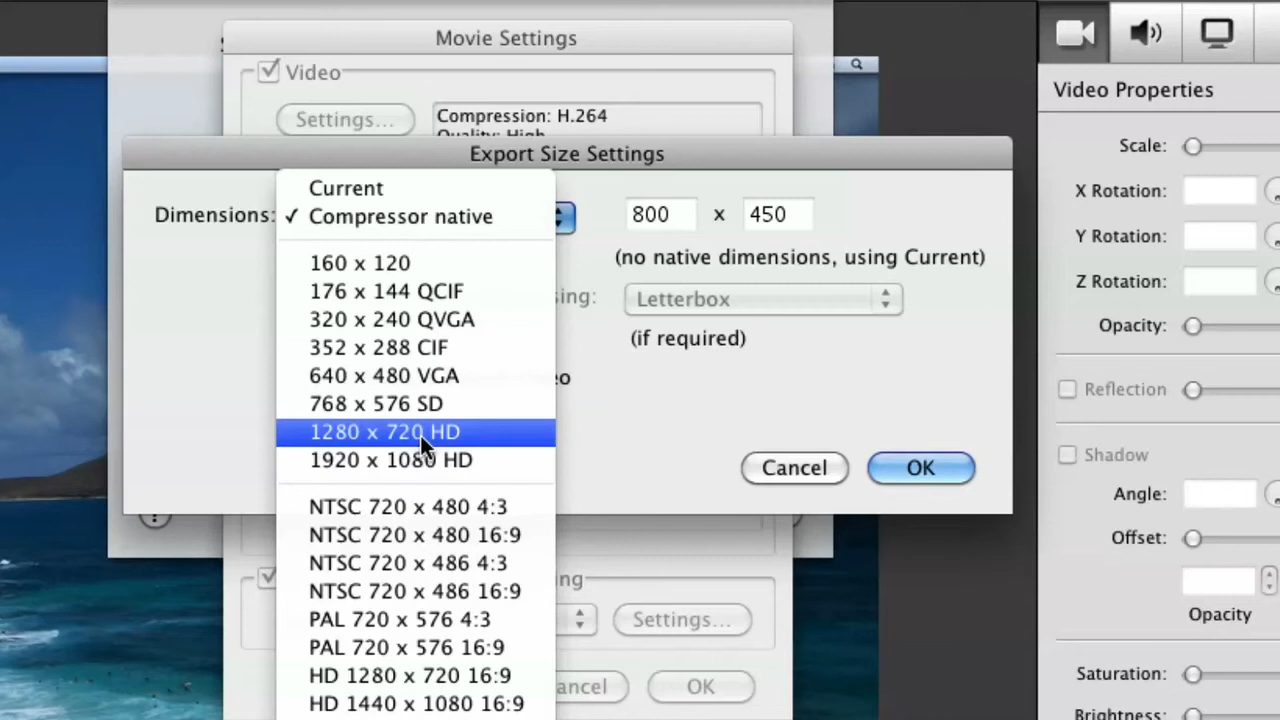 Movie Settings
Video
Settings...
Compression: H.264
Quality: High
Export Size Settings
Dimensions:
Current
✓ Compressor native
800 x 450
(no native dimensions, using Current)
160 x 120
176 x 144 QCIF
320 x 240 QVGA
352 x 288 CIF
640 x 480 VGA
768 x 576 SD
1280 x 720 HD
1920 x 1080 HD
NTSC 720 x 480 4:3
NTSC 720 x 480 16:9
NTSC 720 x 486 4:3
NTSC 720 x 486 16:9
PAL 720 x 576 4:3
PAL 720 x 576 16:9
HD 1280 x 720 16:9
HD 1440 x 1080 16:9
Letterbox
(if required)
Cancel
OK
Settings...
OK
Video Properties
Scale:
X Rotation:
Y Rotation:
Z Rotation:
Opacity:
Reflection
Shadow
Angle:
Offset:
Opacity
Saturation:
Brightness: